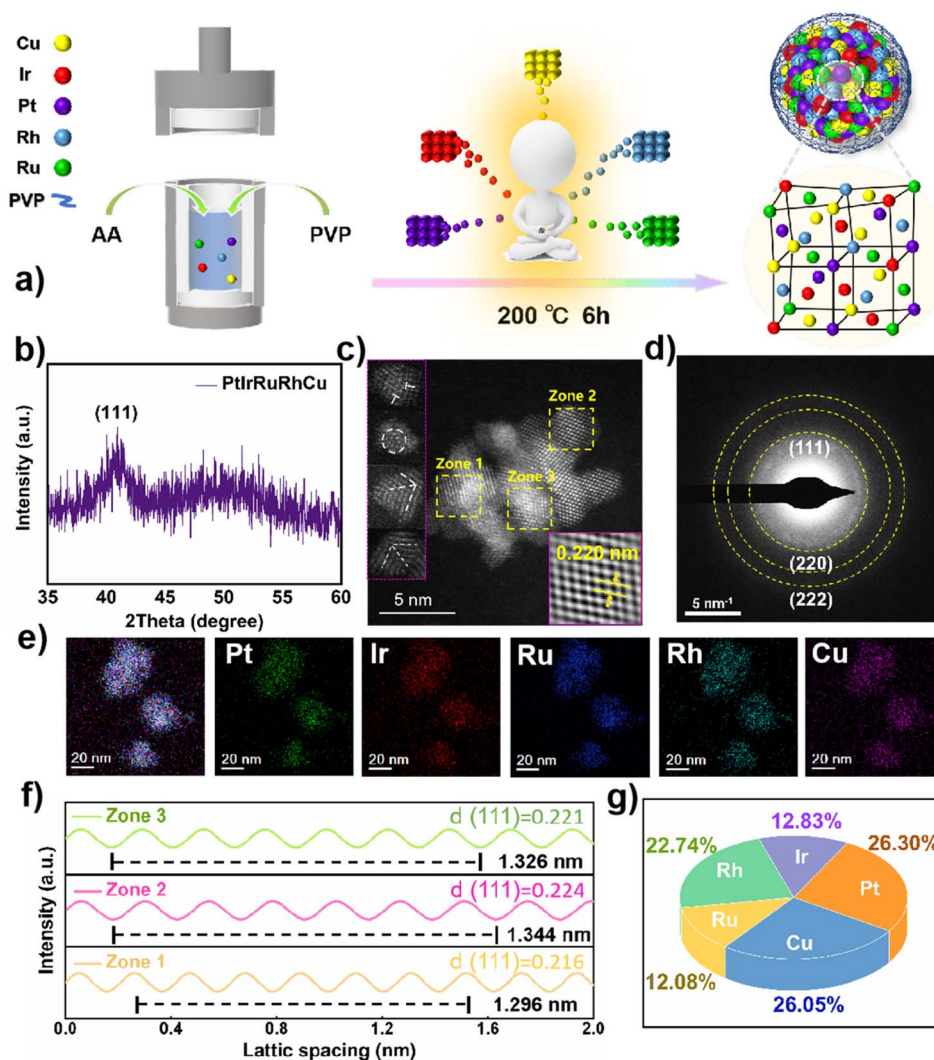 a)
Cu
Ir
Pt
Rh
Ru
PVP
AA
PVP
200 ℃ 6h
b)
PtIrRuRhCu
(111)
Intensity (a.u.)
35 40 45 50 55 60
2Theta (degree)
c)
Zone 1
Zone 2
Zone 3
0.220 nm
5 nm
d)
(111)
(220)
(222)
5 nm-1
e)
20 nm
Pt
20 nm
Ir
20 nm
Ru
20 nm
Rh
20 nm
Cu
20 nm
f)
Zone 3
d (111)=0.221
1.326 nm
Zone 2
d (111)=0.224
1.344 nm
Zone 1
d (111)=0.216
1.296 nm
Intensity (a.u.)
0.0 0.4 0.8 1.2 1.6 2.0
Lattic spacing (nm)
g)
12.83%
22.74%
26.30%
Ir
Rh
Pt
Ru
Cu
12.08%
26.05%